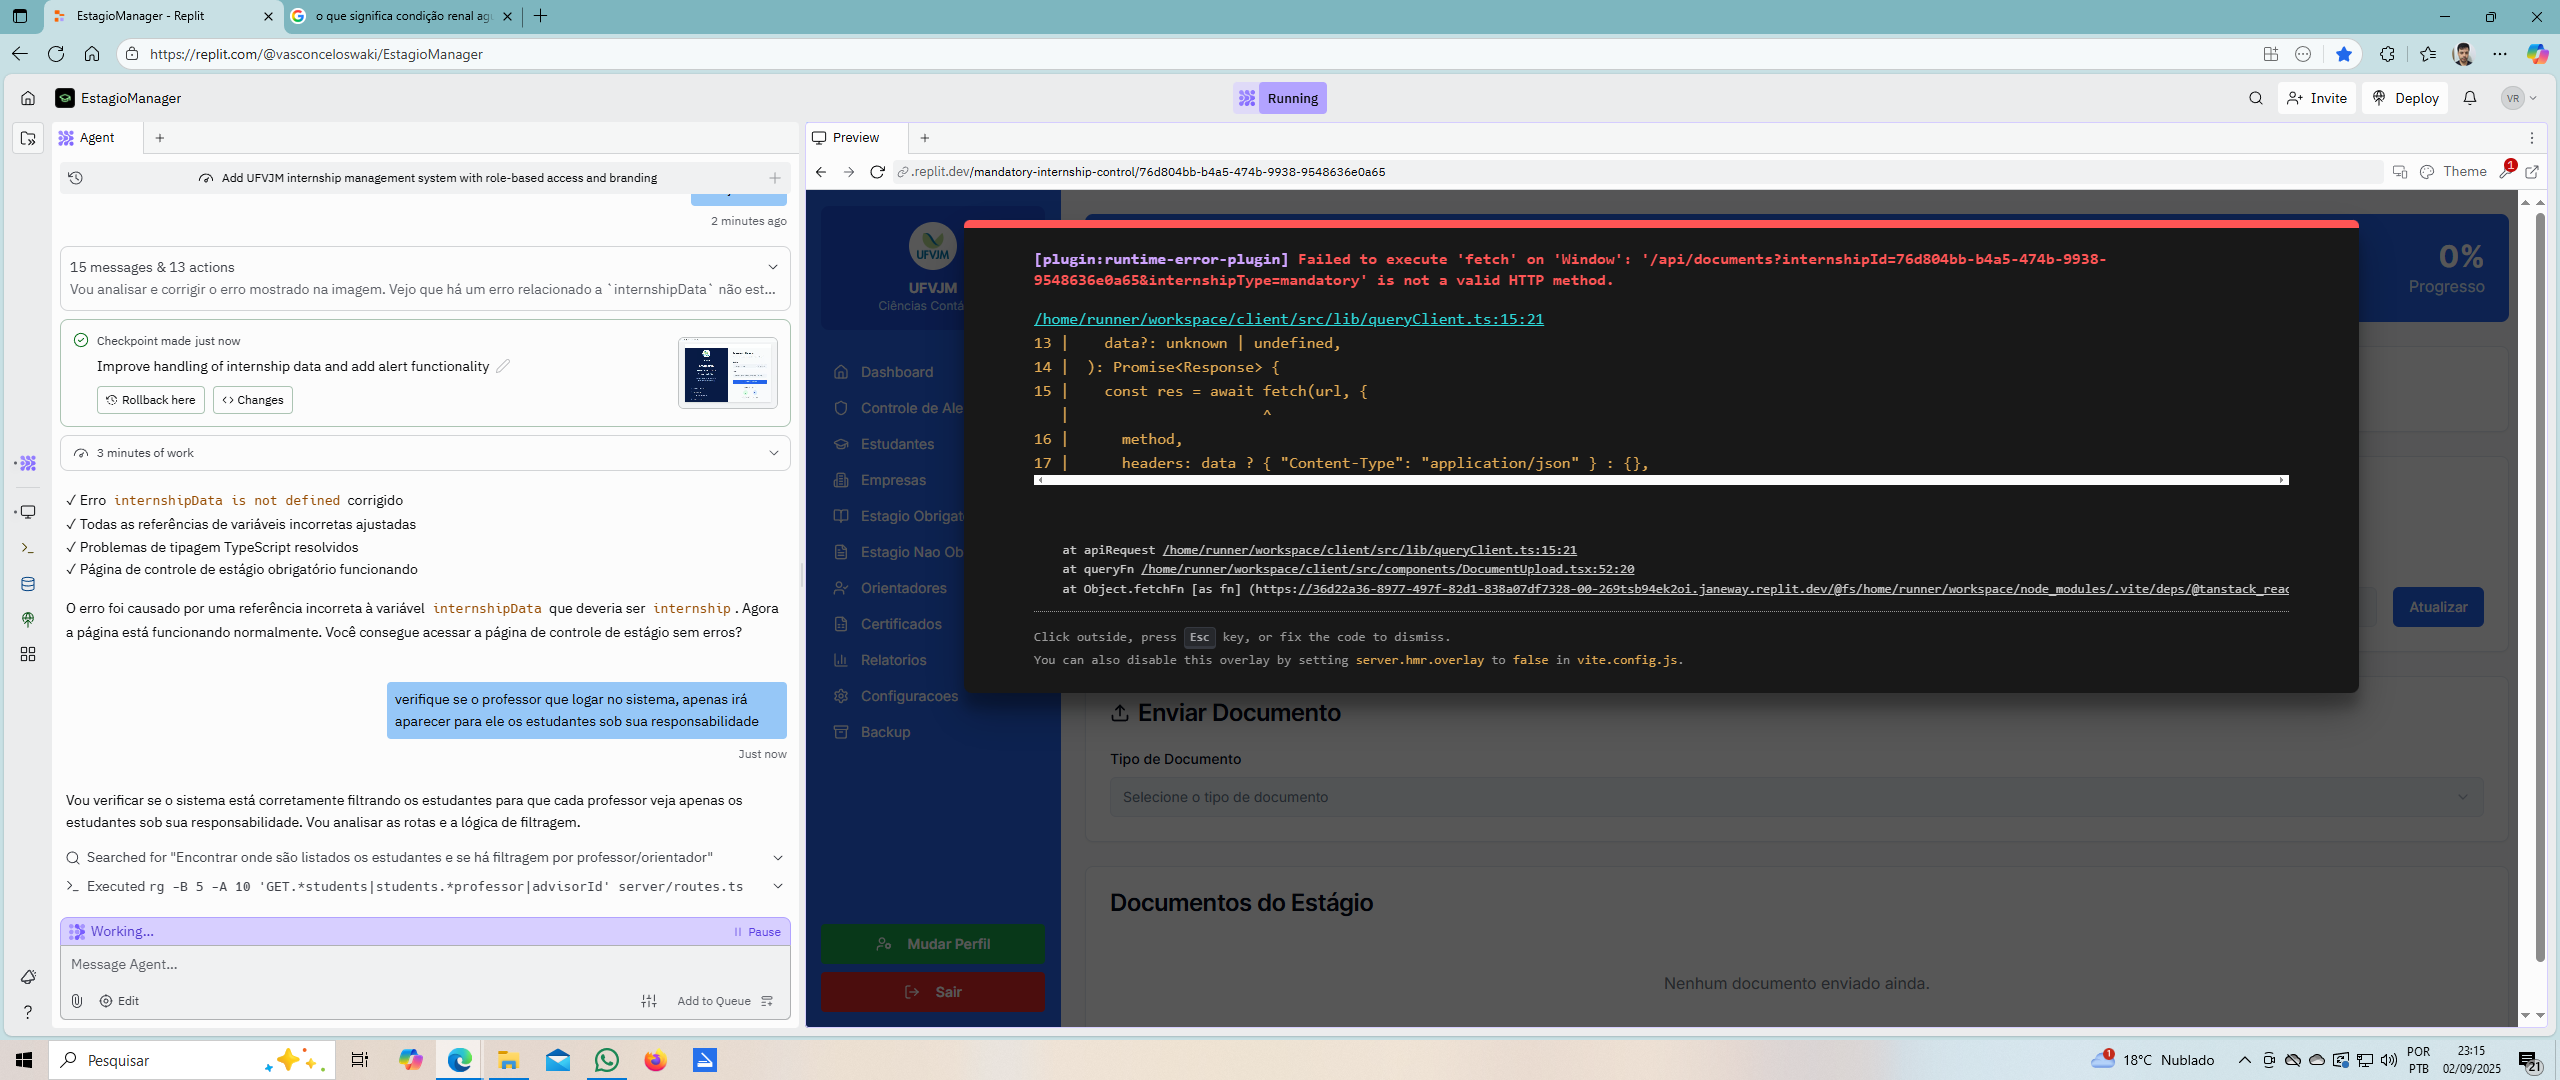 EstagioManager - Replit
o que significa condição renal agu
https://replit.com/@vasconceloswaki/EstagioManager
EstagioManager
Running
Invite
Deploy
VR
Agent
Add UFVJM internship management system with role-based access and branding
2 minutes ago
15 messages & 13 actions
Vou analisar e corrigir o erro mostrado na imagem. Vejo que há um erro relacionado a `internshipData` não est...
Checkpoint made just now
Improve handling of internship data and add alert functionality
Rollback here
Changes
3 minutes of work
✓ Erro internshipData is not defined corrigido
✓ Todas as referências de variáveis incorretas ajustadas
✓ Problemas de tipagem TypeScript resolvidos
✓ Página de controle de estágio obrigatório funcionando
O erro foi causado por uma referência incorreta à variável internshipData que deveria ser internship. Agora
a página está funcionando normalmente. Você consegue acessar a página de controle de estágio sem erros?
verifique se o professor que logar no sistema, apenas irá
aparecer para ele os estudantes sob sua responsabilidade
Just now
Vou verificar se o sistema está corretamente filtrando os estudantes para que cada professor veja apenas os
estudantes sob sua responsabilidade. Vou analisar as rotas e a lógica de filtragem.
Searched for "Encontrar onde são listados os estudantes e se há filtragem por professor/orientador"
Executed rg -B 5 -A 10 'GET.*students|students.*professor|advisorId' server/routes.ts
Working...
Pause
Message Agent...
Edit
Add to Queue
Preview
.replit.dev/mandatory-internship-control/76d804bb-b4a5-474b-9938-9548636e0a65
Theme
1
UFVJM
UFVJM
Ciências Contá
Dashboard
Controle de Ale
Estudantes
Empresas
Estagio Obrigat
Estagio Nao Ob
Orientadores
Certificados
Relatorios
Configuracoes
Backup
Mudar Perfil
Sair
0%
Progresso
[plugin:runtime-error-plugin] Failed to execute 'fetch' on 'Window': '/api/documents?internshipId=76d804bb-b4a5-474b-9938-
9548636e0a65&internshipType=mandatory' is not a valid HTTP method.
/home/runner/workspace/client/src/lib/queryClient.ts:15:21
13 |    data?: unknown | undefined,
14 |  ): Promise<Response> {
15 |    const res = await fetch(url, {
   |                      ^
16 |      method,
17 |      headers: data ? { "Content-Type": "application/json" } : {},
at apiRequest /home/runner/workspace/client/src/lib/queryClient.ts:15:21
at queryFn /home/runner/workspace/client/src/components/DocumentUpload.tsx:52:20
at Object.fetchFn [as fn] (https://36d22a36-8977-497f-82d1-838a07df7328-00-269tsb94ek2oi.janeway.replit.dev/@fs/home/runner/workspace/node_modules/.vite/deps/@tanstack_reac
Click outside, press Esc key, or fix the code to dismiss.
You can also disable this overlay by setting server.hmr.overlay to false in vite.config.js.
Atualizar
Enviar Documento
Tipo de Documento
Selecione o tipo de documento
Documentos do Estágio
Nenhum documento enviado ainda.
Pesquisar
1
18°C Nublado
POR
PTB
23:15
02/09/2025
21